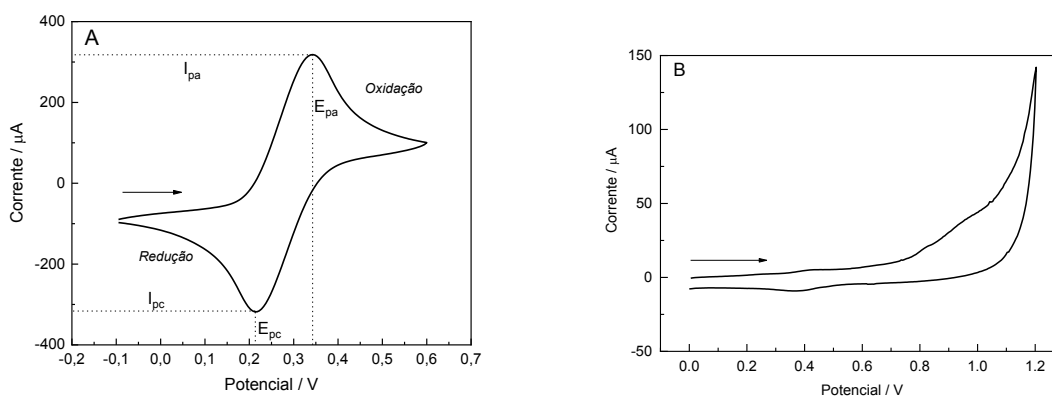 A
400
200
0
-200
-400
Corrente / μA
I_pa
Oxidação
E_pa
Redução
I_pc
E_pc
-0,2 -0,1 0,0 0,1 0,2 0,3 0,4 0,5 0,6 0,7
Potencial / V
B
150
100
50
0
-50
Corrente / μA
0.0 0.2 0.4 0.6 0.8 1.0 1.2
Potencial / V